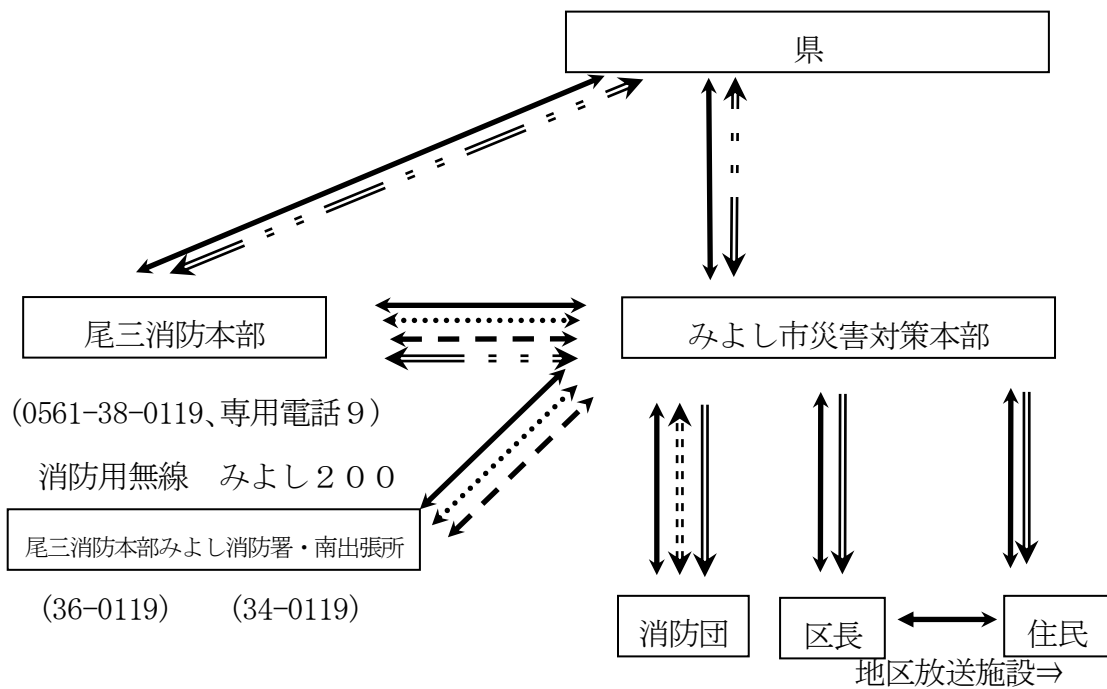 県
尾三消防本部
みよし市災害対策本部
（0561-38-0119、専用電話９）
消防用無線　みよし２００
尾三消防本部みよし消防署・南出張所
（36-0119）　（34-0119）
消防団
区長
住民
地区放送施設⇒